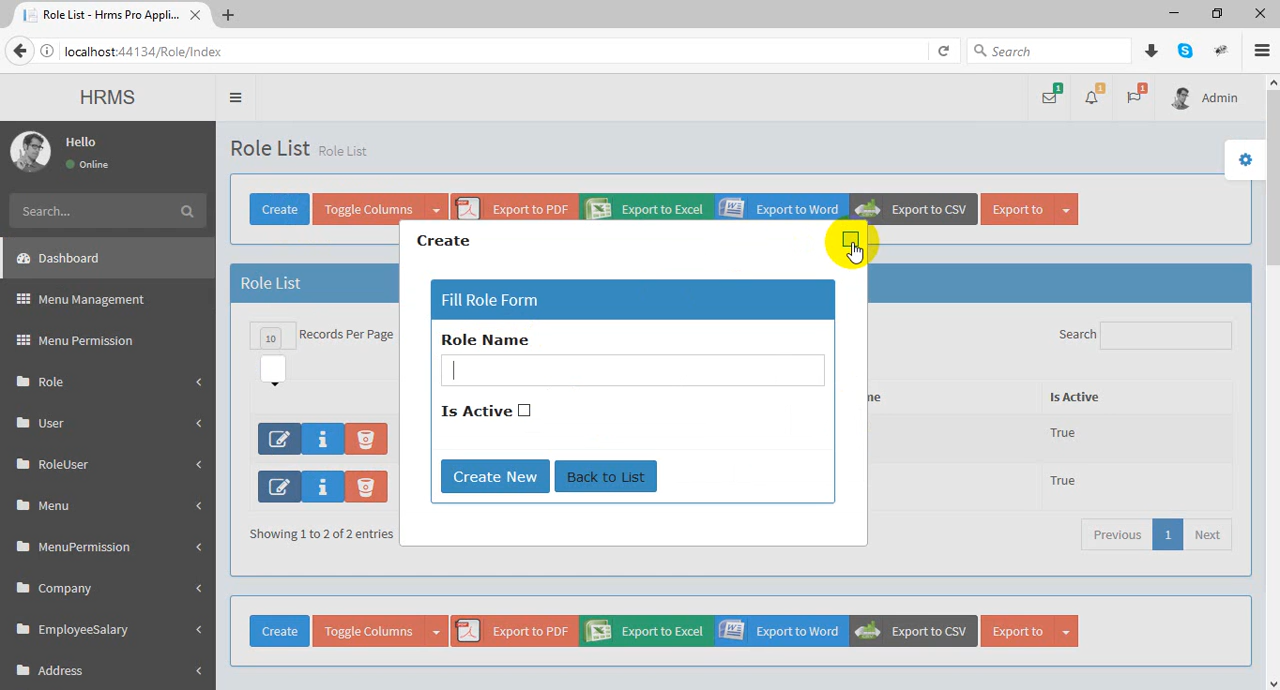 Role List - Hrms Pro Appli...
localhost:44134/Role/Index
Search
HRMS
1
1
1
Admin
Hello
Online
Search...
Dashboard
Menu Management
Menu Permission
Role
User
RoleUser
Menu
MenuPermission
Company
EmployeeSalary
Address
Role List Role List
Create Toggle Columns Export to PDF Export to Excel Export to Word Export to CSV Export to
Role List
10 Records Per Page
Search
Is Active
True
True
Showing 1 to 2 of 2 entries
Previous 1 Next
Create
Fill Role Form
Role Name
Is Active
Create New Back to List
Create Toggle Columns Export to PDF Export to Excel Export to Word Export to CSV Export to